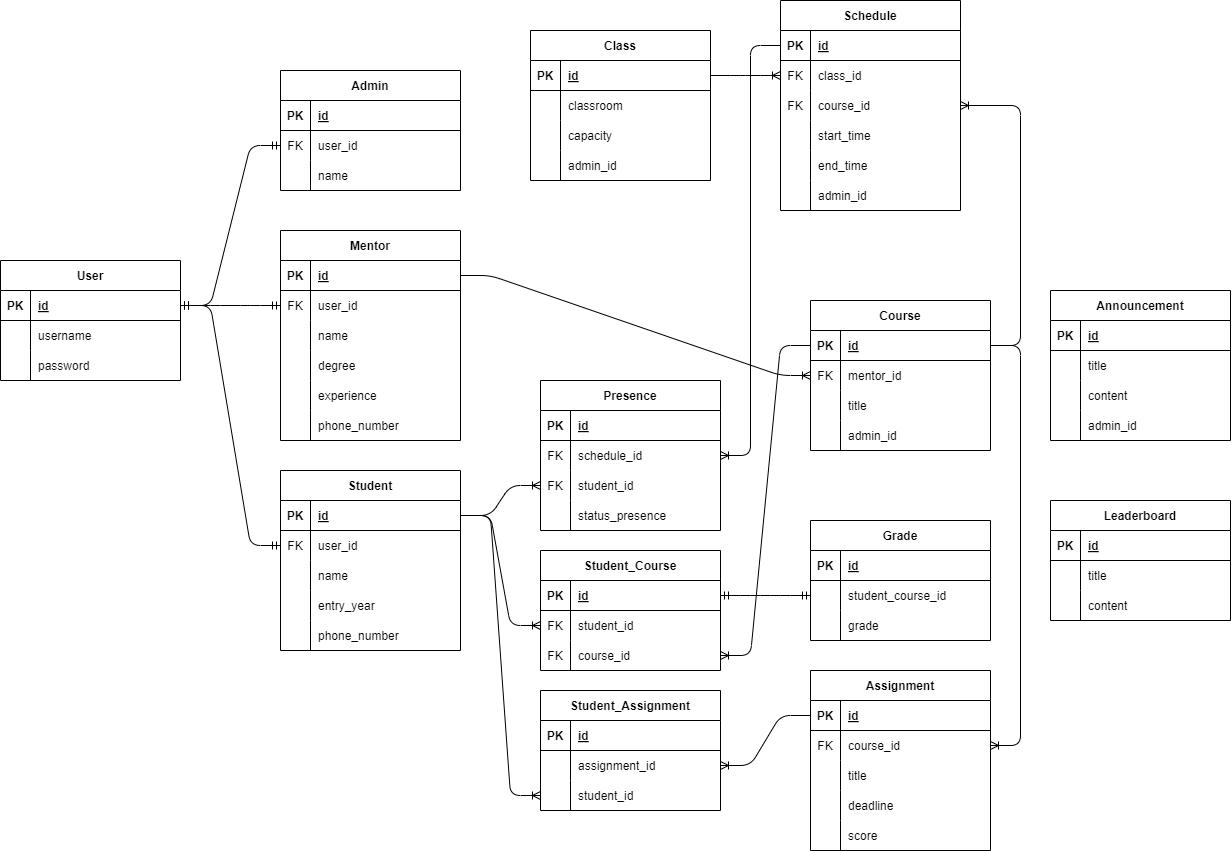 User
PK id
username
password
Admin
PK id
FK user_id
name
Mentor
PK id
FK user_id
name
degree
experience
phone_number
Student
PK id
FK user_id
name
entry_year
phone_number
Class
PK id
classroom
capacity
admin_id
Presence
PK id
FK schedule_id
FK student_id
status_presence
Student_Course
PK id
FK student_id
FK course_id
Student_Assignment
PK id
assignment_id
student_id
Schedule
PK id
FK class_id
FK course_id
start_time
end_time
admin_id
Course
PK id
FK mentor_id
title
admin_id
Grade
PK id
student_course_id
grade
Assignment
PK id
FK course_id
title
deadline
score
Announcement
PK id
title
content
admin_id
Leaderboard
PK id
title
content